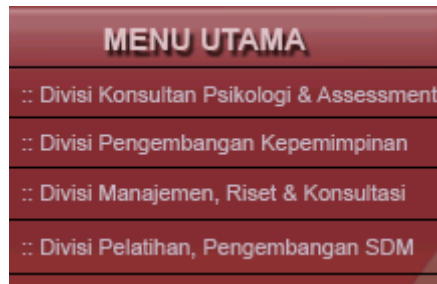 MENU UTAMA
:: Divisi Konsultan Psikologi & Assessment
:: Divisi Pengembangan Kepemimpinan
:: Divisi Manajemen, Riset & Konsultasi
:: Divisi Pelatihan, Pengembangan SDM